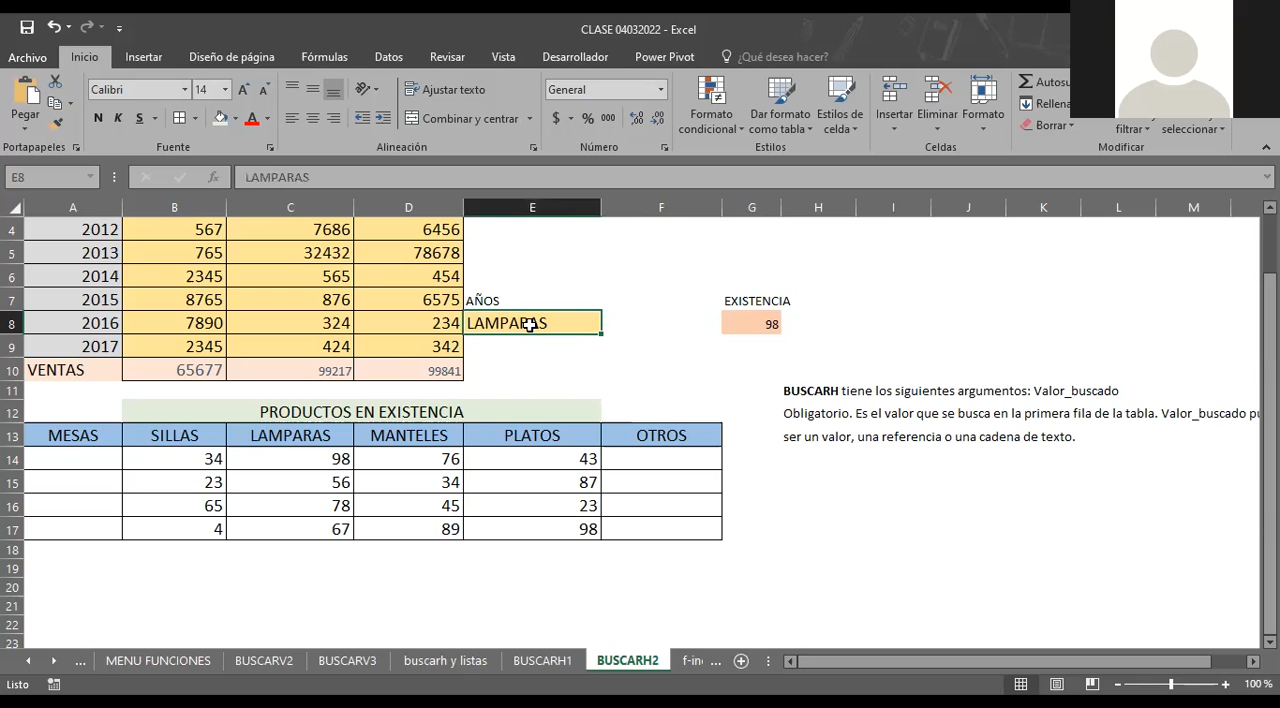 CLASE 04032022 - Excel
Archivo Inicio Insertar Diseño de página Fórmulas Datos Revisar Vista Desarrollador Power Pivot ¿Qué desea hacer?
Pegar
Calibri 14
N K S A
Ajustar texto
Combinar y centrar
General
$ % 000
Formato condicional
Dar formato como tabla
Estilos de celda
Insertar Eliminar Formato
Autosu
Rellena
Borrar
filtrar
seleccionar
Portapapeles Fuente Alineación Número Estilos Celdas Modificar
E8 fx LAMPARAS
A B C D E F G H I J K L M
4 2012 567 7686 6456
5 2013 765 32432 78678
6 2014 2345 565 454
7 2015 8765 876 6575 AÑOS EXISTENCIA
8 2016 7890 324 234 LAMPARAS 98
9 2017 2345 424 342
10 VENTAS 65677 99217 99841
11 BUSCARH tiene los siguientes argumentos: Valor_buscado
12 PRODUCTOS EN EXISTENCIA Obligatorio. Es el valor que se busca en la primera fila de la tabla. Valor_buscado pu
13 MESAS SILLAS LAMPARAS MANTELES PLATOS OTROS ser un valor, una referencia o una cadena de texto.
14 34 98 76 43
15 23 56 34 87
16 65 78 45 23
17 4 67 89 98
18
19
20
21
22
23
... MENU FUNCIONES BUSCARV2 BUSCARV3 buscarh y listas BUSCARH1 BUSCARH2 f-in ...
Listo 100 %